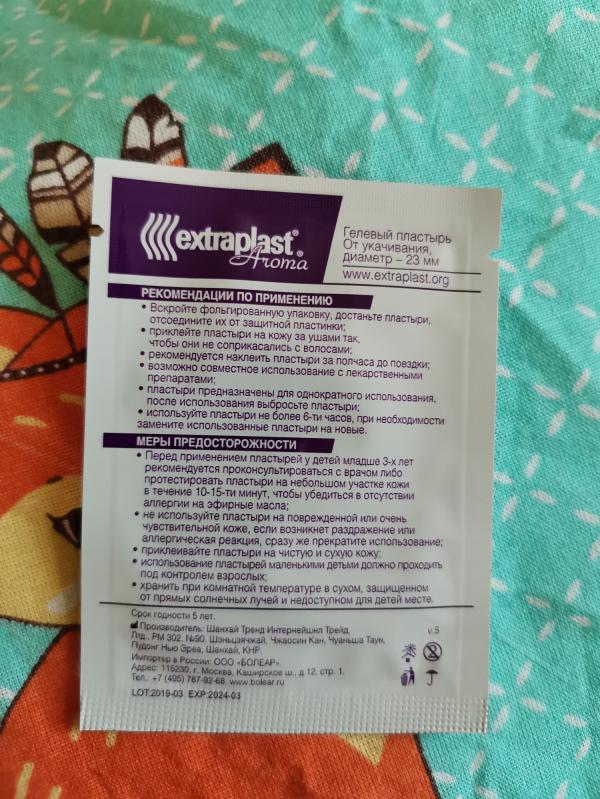 extraplast®
Aroma
Гелевый пластырь
От укачивания,
диаметр – 23 мм
www.extraplast.org
РЕКОМЕНДАЦИИ ПО ПРИМЕНЕНИЮ
• Вскройте фольгированную упаковку, достаньте пластыри,
отсоедините их от защитной пластинки;
• приклейте пластыри на кожу за ушами так,
чтобы они не соприкасались с волосами;
• рекомендуется наклеить пластыри за полчаса до поездки;
• возможно совместное использование с лекарственными
препаратами;
• пластыри предназначены для однократного использования,
после использования выбросьте пластыри;
• используйте пластыри не более 6-ти часов, при необходимости
замените использованные пластыри на новые.
МЕРЫ ПРЕДОСТОРОЖНОСТИ
• Перед применением пластырей у детей младше 3-х лет
рекомендуется проконсультироваться с врачом либо
протестировать пластыри на небольшом участке кожи
в течение 10-15-ти минут, чтобы убедиться в отсутствии
аллергии на эфирные масла;
• не используйте пластыри на поврежденной или очень
чувствительной коже, если возникнет раздражение или
аллергическая реакция, сразу же прекратите использование;
• приклеивайте пластыри на чистую и сухую кожу;
• использование пластырей маленькими детьми должно проходить
под контролем взрослых;
• хранить при комнатной температуре в сухом, защищенном
от прямых солнечных лучей и недоступном для детей месте.
Срок годности 5 лет.
Производитель: Шанхай Тренд Интернейшнл Трейд,
Лтд., РМ 302, №90. Шэньцзячжай, Чжаосин Кан, Чуаньша Таун,
Пудонг Нью Эреа, Шанхай, КНР.
v.5
Импортер в России: ООО «БОЛЕАР».
Адрес: 115230, г. Москва, Каширское ш., д.12, стр. 1.
Тел.: +7 (495) 787-92-68. www.bolear.ru
LOT:2019-03 EXP:2024-03